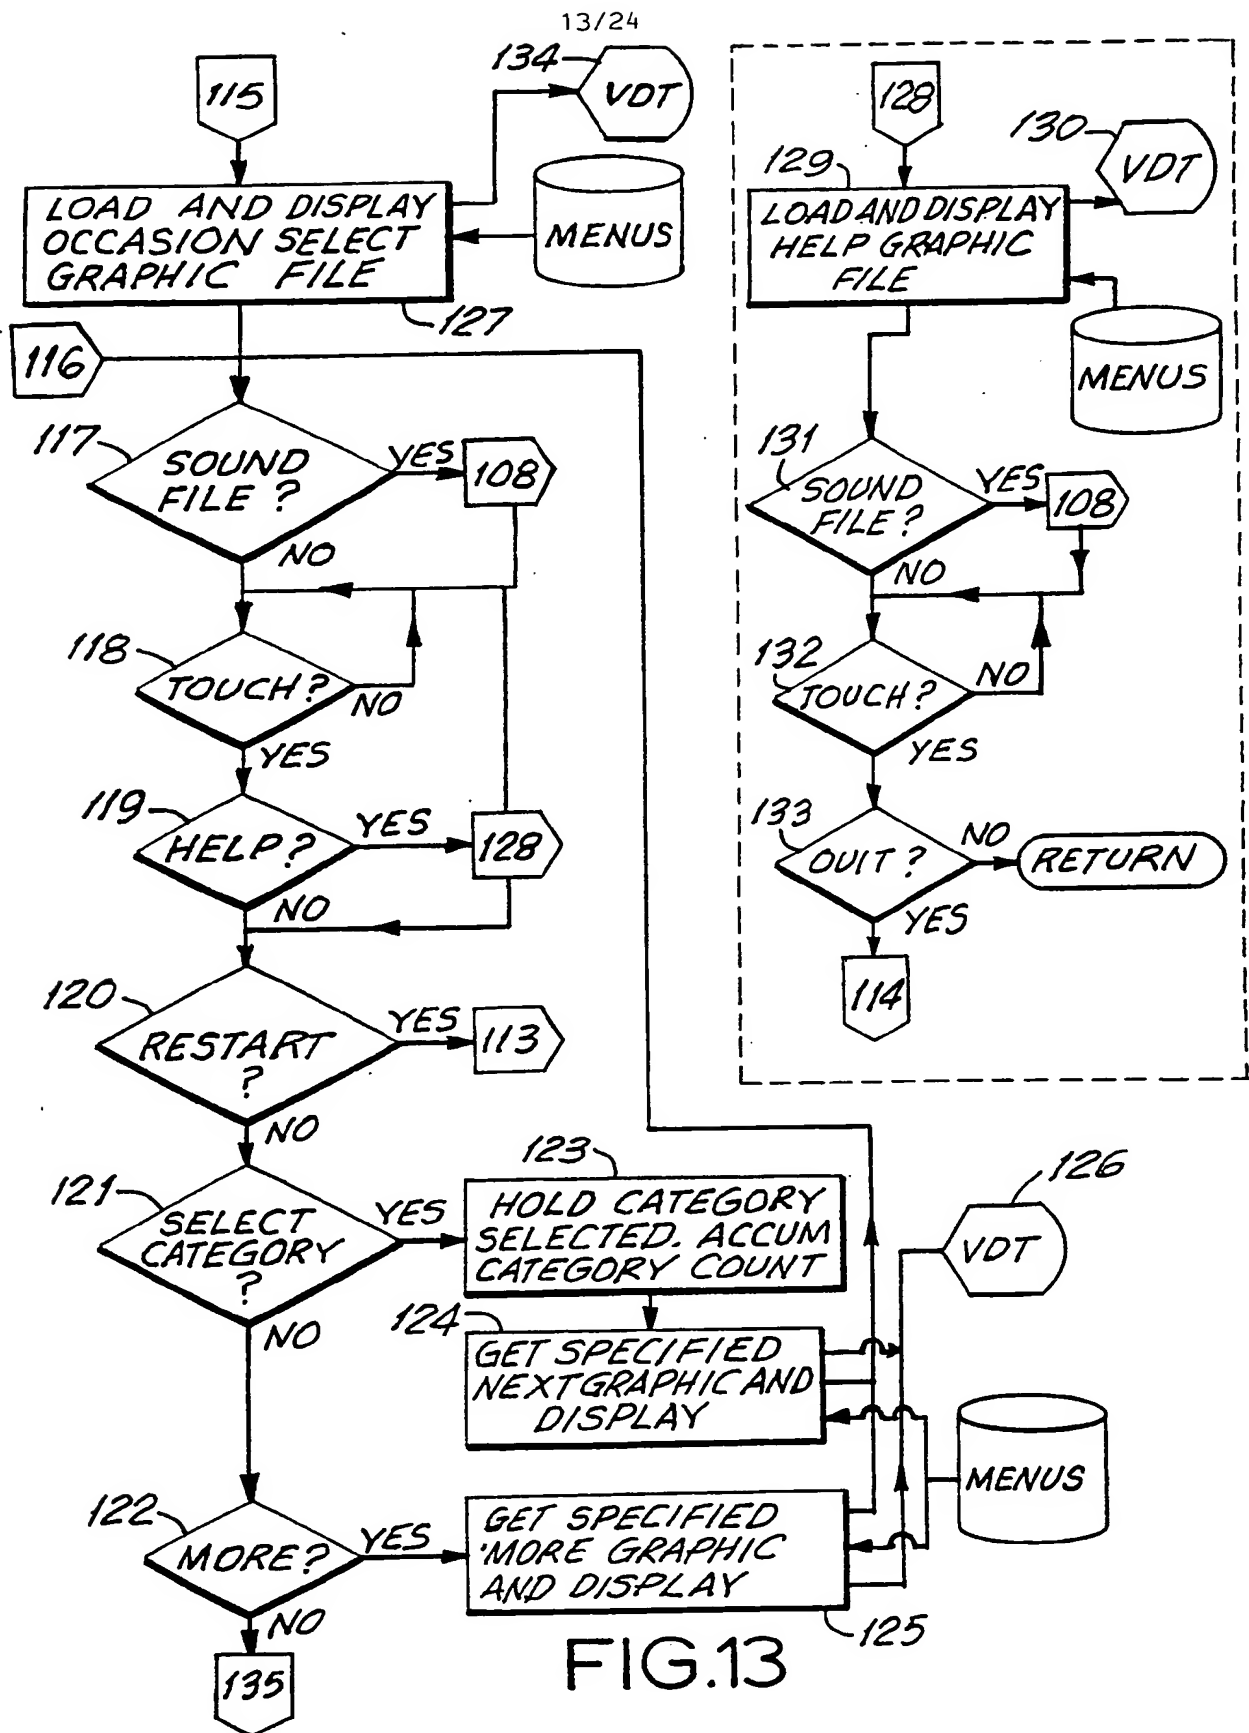 13/24
115
134
VDT
LOAD AND DISPLAY
OCCASION SELECT
GRAPHIC FILE
MENUS
127
116
117
SOUND
FILE ?
YES
108
NO
118
TOUCH?
NO
YES
119
HELP?
YES
128
NO
120
RESTART
?
YES
113
NO
121
SELECT
CATEGORY
?
YES
123
HOLD CATEGORY
SELECTED. ACCUM
CATEGORY COUNT
NO
124
GET SPECIFIED
NEXT GRAPHIC AND
DISPLAY
126
VDT
MENUS
122
MORE?
YES
GET SPECIFIED
'MORE GRAPHIC
AND DISPLAY
125
NO
135
128
129
130
VDT
LOAD AND DISPLAY
HELP GRAPHIC
FILE
MENUS
131
SOUND
FILE?
YES
108
NO
132
TOUCH?
NO
YES
133
QUIT?
NO
RETURN
YES
114
FIG.13